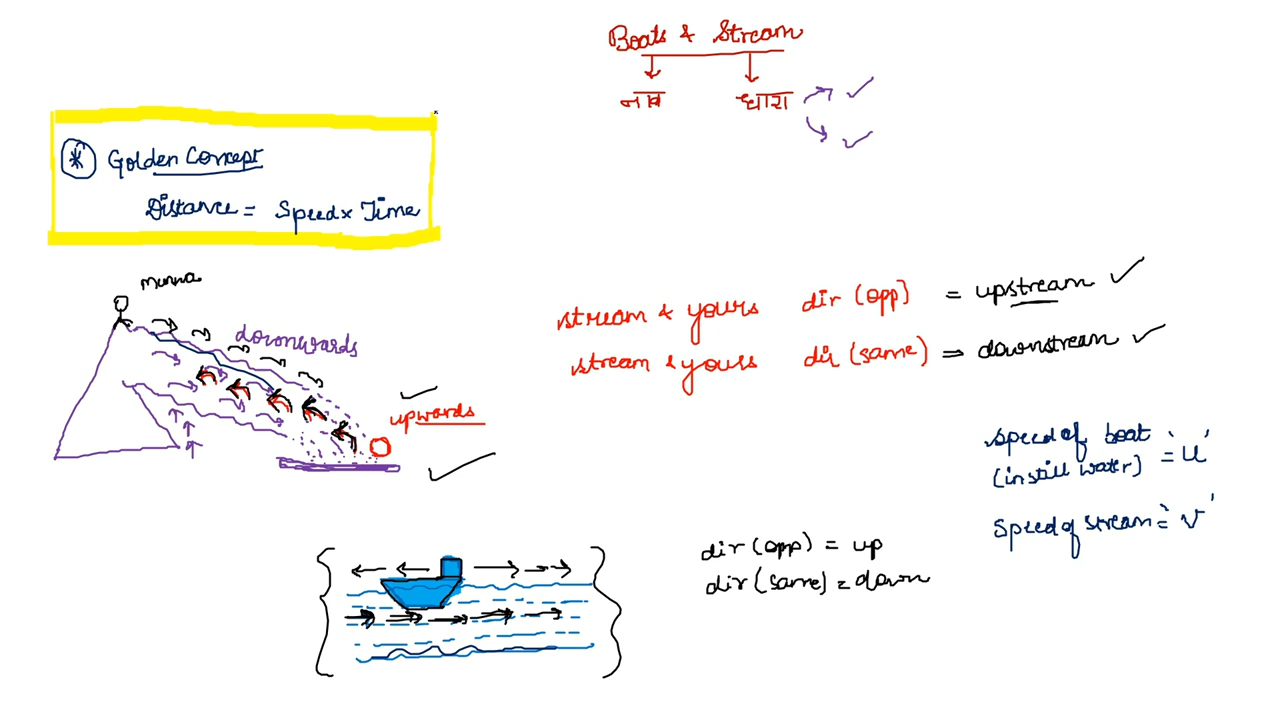 Boats & Stream
नाव धारा
* Golden Concept
Distance = Speed x Time
munna
downwards
upwards
stream & yours dir (opp) = upstream
stream & yours dir (same) => downstream
speed of boat
(in still water) = 'u'
Speed of stream = 'v'
dir (opp) = up
dir (same) = down